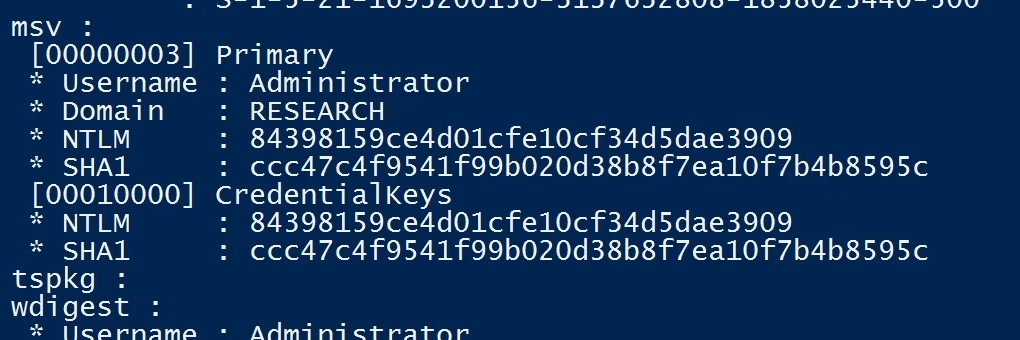 : S-1-5-21-1693200156-3137632808-1858025440-500
msv :
[00000003] Primary
* Username : Administrator
* Domain : RESEARCH
* NTLM : 84398159ce4d01cfe10cf34d5dae3909
* SHA1 : ccc47c4f9541f99b020d38b8f7ea10f7b4b8595c
[00010000] CredentialKeys
* NTLM : 84398159ce4d01cfe10cf34d5dae3909
* SHA1 : ccc47c4f9541f99b020d38b8f7ea10f7b4b8595c
tspkg :
wdigest :
* Username : Administrator